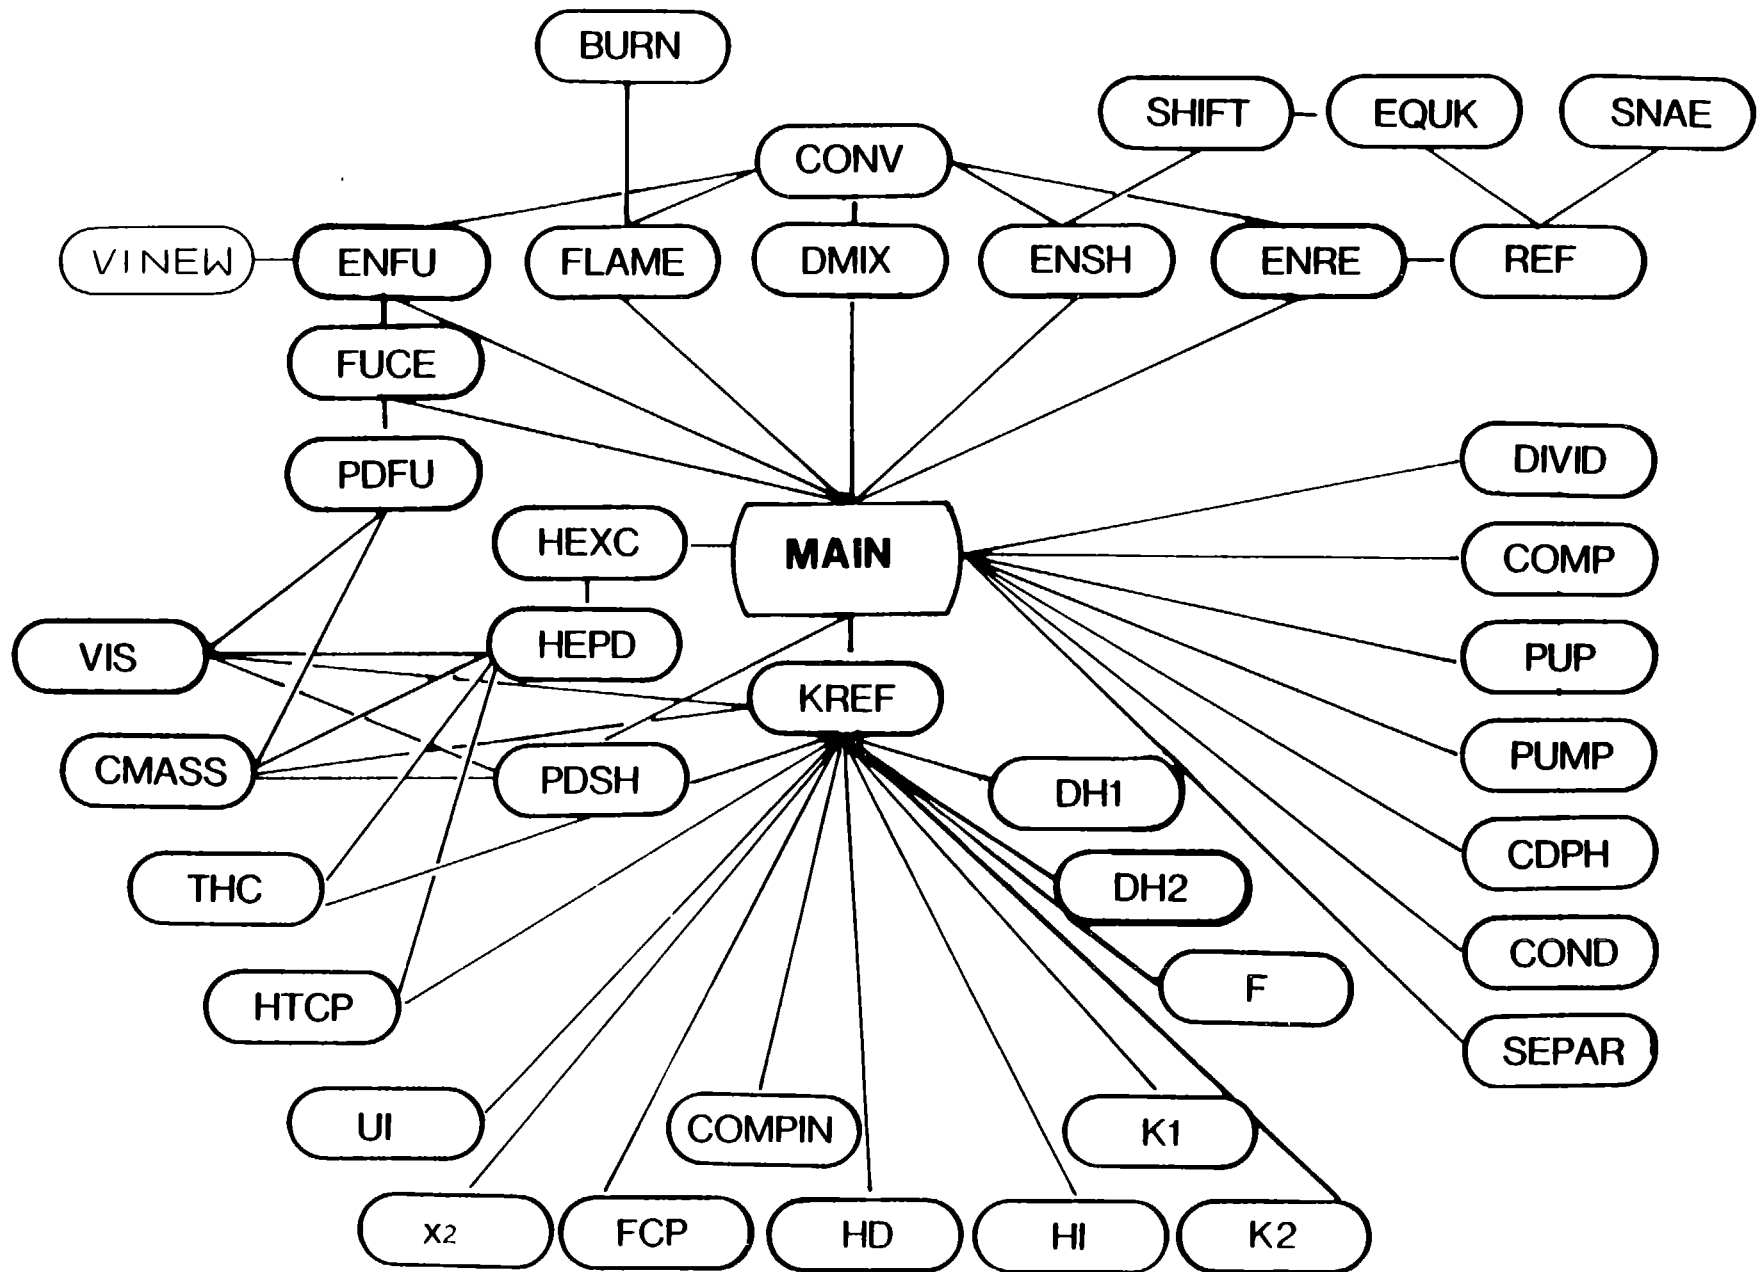 BURN
SHIFT
EQUK
SNAE
CONV
VINEW
ENFU
FLAME
DMIX
ENSH
ENRE
REF
FUCE
PDFU
DIVID
HEXC
MAIN
COMP
VIS
HEPD
PUP
KREF
CMASS
PDSH
DH1
PUMP
THC
DH2
CDPH
HTCP
F
COND
SEPAR
UI
COMPIN
K1
x2
FCP
HD
HI
K2